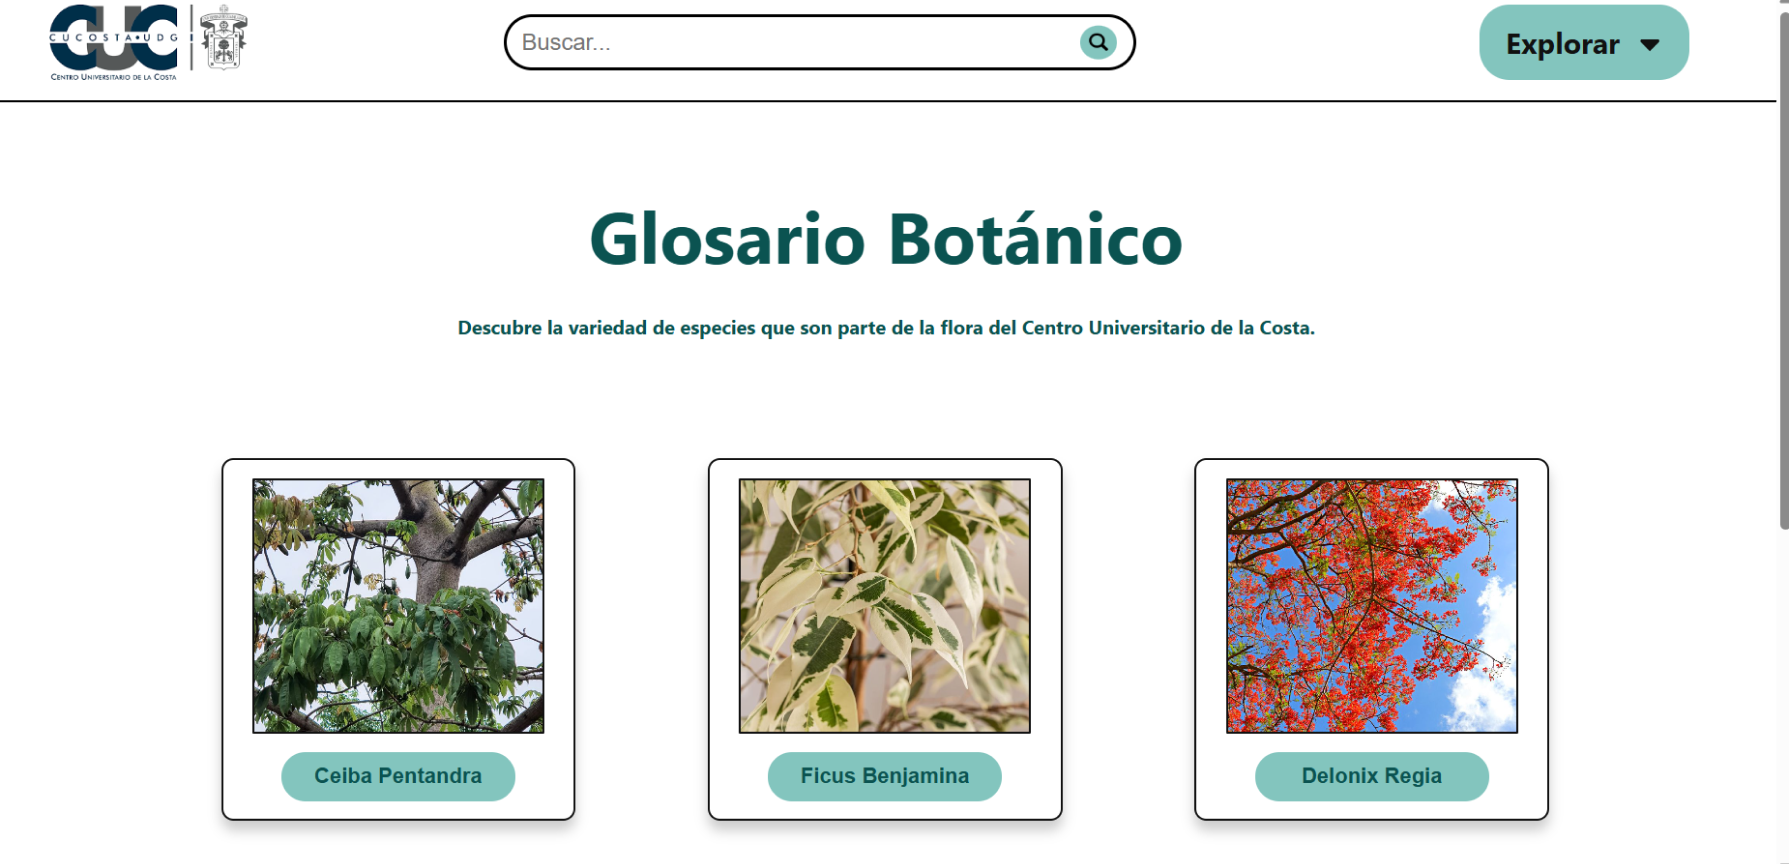 CUCOSTA•UDG
CENTRO UNIVERSITARIO DE LA COSTA
Buscar...
Explorar
Glosario Botánico
Descubre la variedad de especies que son parte de la flora del Centro Universitario de la Costa.
Ceiba Pentandra
Ficus Benjamina
Delonix Regia